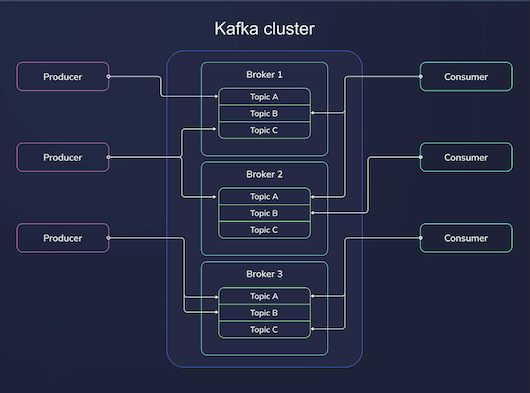 Kafka cluster
Producer
Producer
Producer
Broker 1
Topic A
Topic B
Topic C
Broker 2
Topic A
Topic B
Topic C
Broker 3
Topic A
Topic B
Topic C
Consumer
Consumer
Consumer